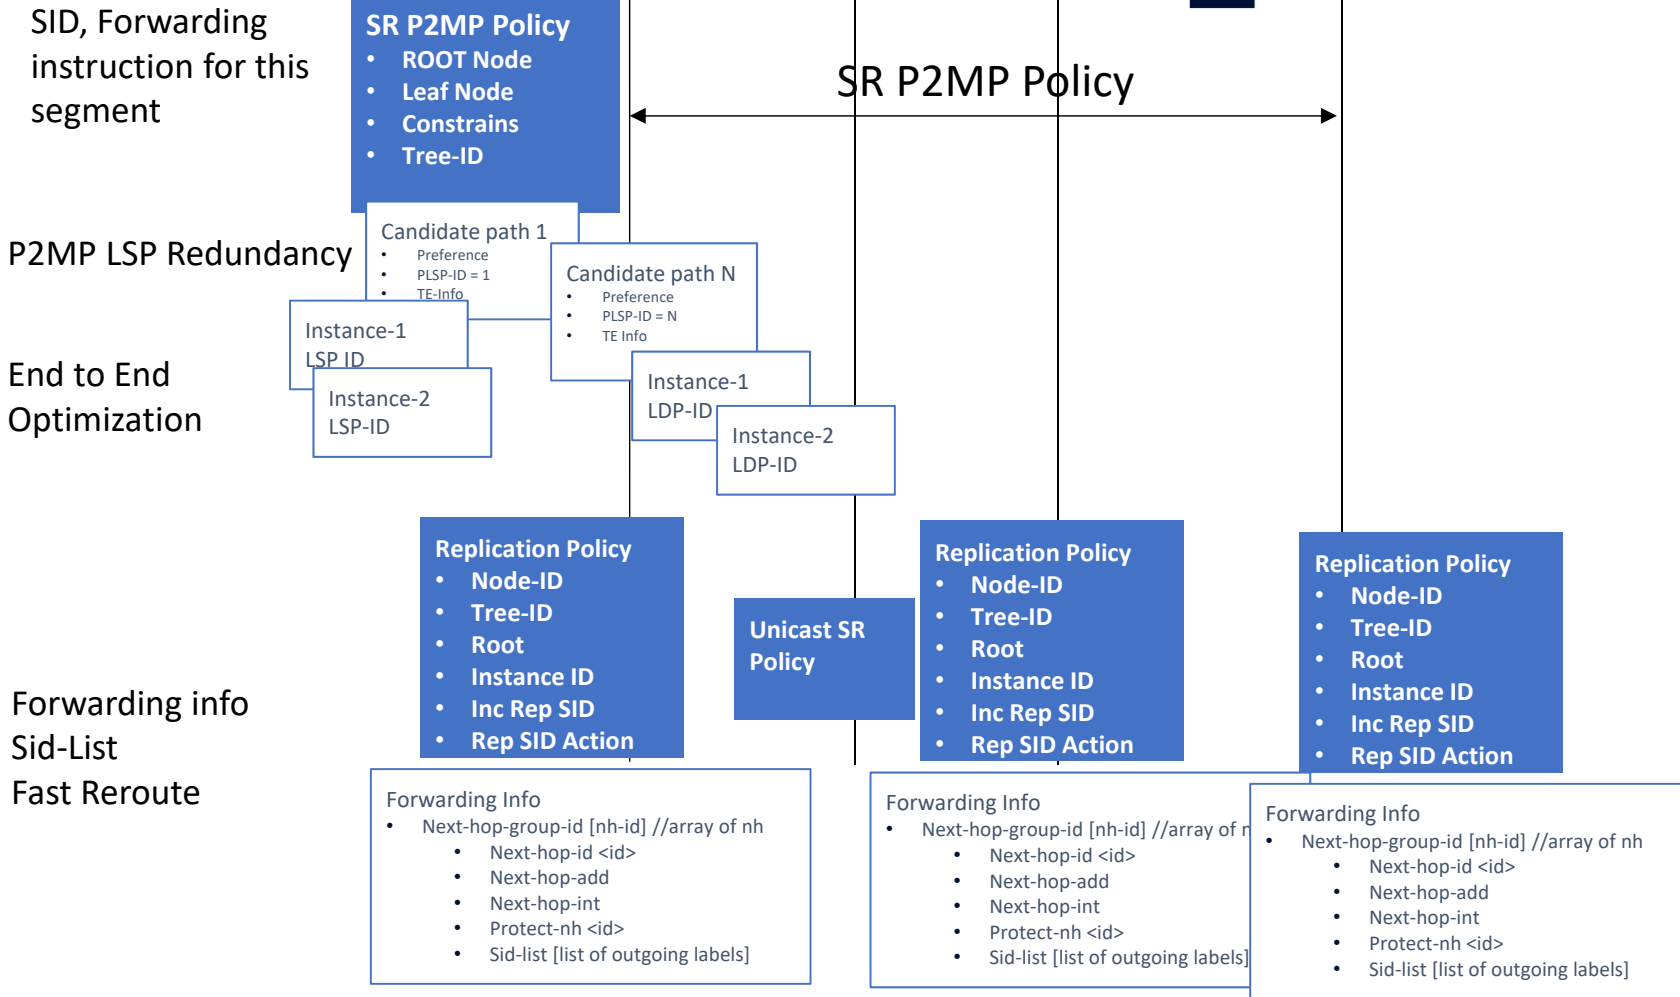 SID, Forwarding
instruction for this
segment
SR P2MP Policy
• ROOT Node
• Leaf Node
• Constrains
• Tree-ID
SR P2MP Policy
P2MP LSP Redundancy
Candidate path 1
• Preference
• PLSP-ID = 1
• TE-Info
Candidate path N
• Preference
• PLSP-ID = N
• TE Info
Instance-1
LSP ID
Instance-2
LSP-ID
End to End
Optimization
Instance-1
LDP-ID
Instance-2
LDP-ID
Replication Policy
• Node-ID
• Tree-ID
• Root
• Instance ID
• Inc Rep SID
• Rep SID Action
Unicast SR
Policy
Replication Policy
• Node-ID
• Tree-ID
• Root
• Instance ID
• Inc Rep SID
• Rep SID Action
Replication Policy
• Node-ID
• Tree-ID
• Root
• Instance ID
• Inc Rep SID
• Rep SID Action
Forwarding info
Sid-List
Fast Reroute
Forwarding Info
• Next-hop-group-id [nh-id] //array of nh
• Next-hop-id <id>
• Next-hop-add
• Next-hop-int
• Protect-nh <id>
• Sid-list [list of outgoing labels]
Forwarding Info
• Next-hop-group-id [nh-id] //array of
• Next-hop-id <id>
• Next-hop-add
• Next-hop-int
• Protect-nh <id>
• Sid-list [list of outgoing labels]
Forwarding Info
• Next-hop-group-id [nh-id] //array of nh
• Next-hop-id <id>
• Next-hop-add
• Next-hop-int
• Protect-nh <id>
• Sid-list [list of outgoing labels]